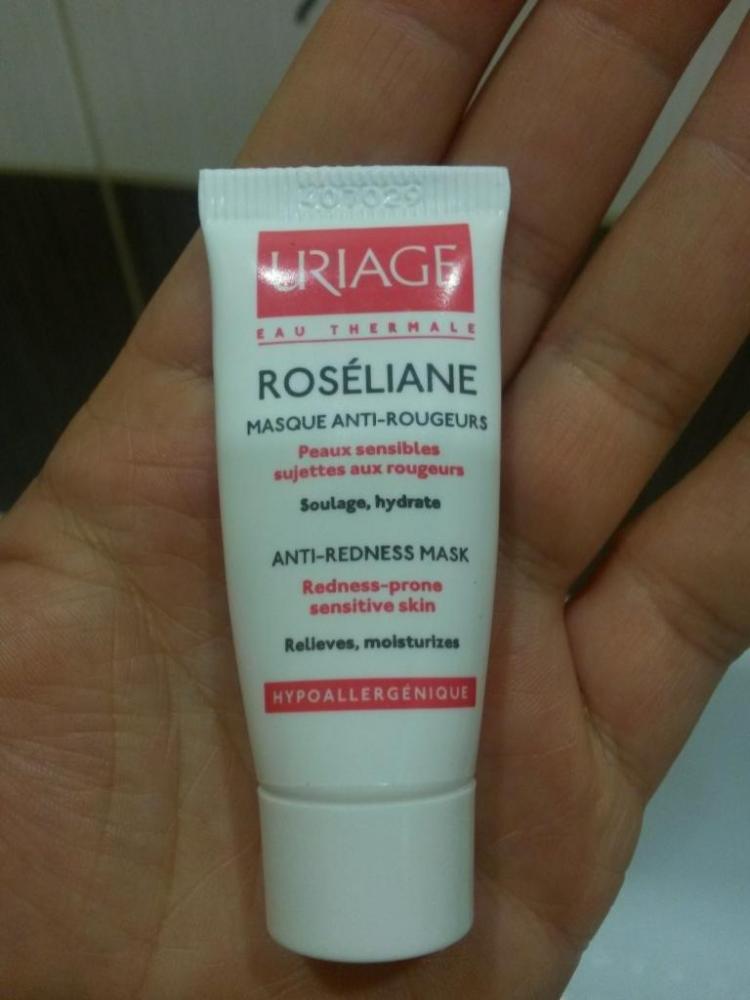 URIAGE
EAU THERMALE
ROSÉLIANE
MASQUE ANTI-ROUGEURS
Peaux sensibles
sujettes aux rougeurs
Soulage, hydrate
ANTI-REDNESS MASK
Redness-prone
sensitive skin
Relieves, moisturizes
HYPOALLERGÉNIQUE